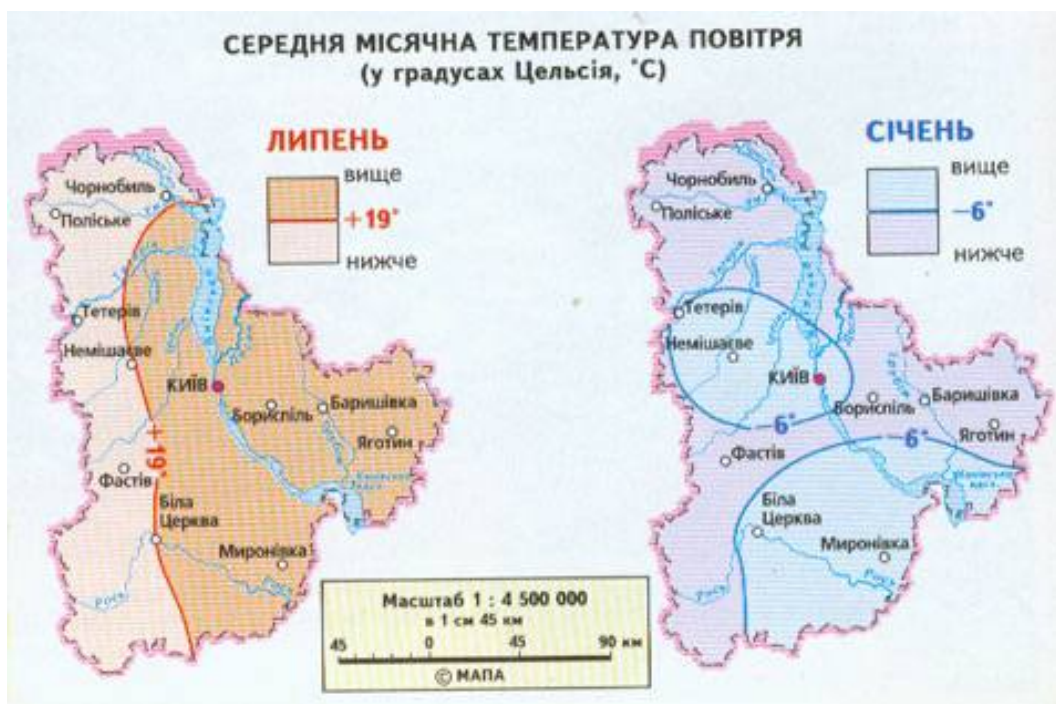 СЕРЕДНЯ МІСЯЧНА ТЕМПЕРАТУРА ПОВІТРЯ
(у градусах Цельсія, °С)
ЛИПЕНЬ
вище
+19°
нижче
Чорнобиль
Поліське
Тетерів
Немішаєве
КИЇВ
Бориспіль
Баришівка
Яготин
+19°
Фастів
Біла
Церква
Миронівка
Рось
СІЧЕНЬ
вище
–6°
нижче
Чорнобиль
Поліське
Тетерів
Немішаєве
КИЇВ
Бориспіль
Баришівка
–6°
–6°
Яготин
Фастів
Біла
Церква
Миронівка
Рось
Масштаб 1 : 4 500 000
в 1 см 45 км
45 0 45 90 км
© МАПА